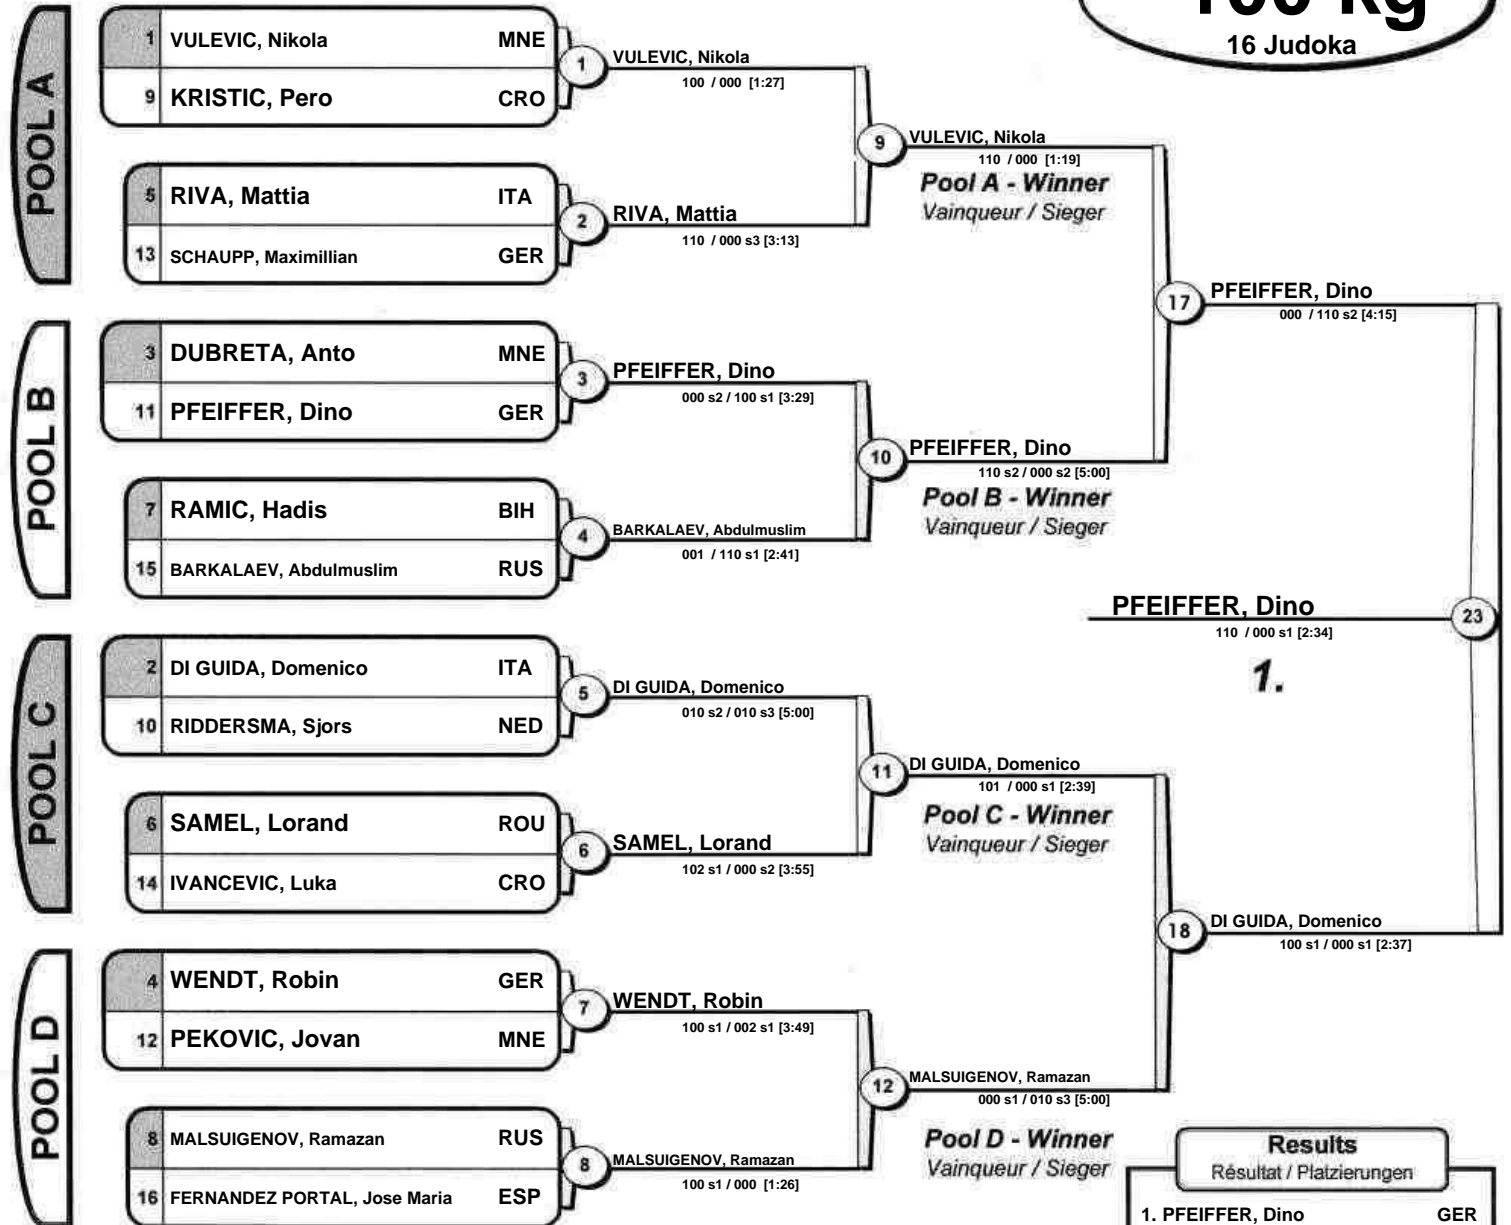 100 kg
16 Judoka
POOL A
1 VULEVIC, Nikola MNE
9 KRISTIC, Pero CRO
1
VULEVIC, Nikola
100 / 000 [1:27]
5 RIVA, Mattia ITA
13 SCHAUPP, Maximillian GER
2
RIVA, Mattia
110 / 000 s3 [3:13]
9
VULEVIC, Nikola
110 / 000 [1:19]
Pool A - Winner
Vainqueur / Sieger
POOL B
3 DUBRETA, Anto MNE
11 PFEIFFER, Dino GER
3
PFEIFFER, Dino
000 s2 / 100 s1 [3:29]
7 RAMIC, Hadis BIH
15 BARKALAEV, Abdulmuslim RUS
4
BARKALAEV, Abdulmuslim
001 / 110 s1 [2:41]
10
PFEIFFER, Dino
110 s2 / 000 s2 [5:00]
Pool B - Winner
Vainqueur / Sieger
17
PFEIFFER, Dino
000 / 110 s2 [4:15]
PFEIFFER, Dino
110 / 000 s1 [2:34]
1.
23
POOL C
2 DI GUIDA, Domenico ITA
10 RIDDERSMA, Sjors NED
5
DI GUIDA, Domenico
010 s2 / 010 s3 [5:00]
6 SAMEL, Lorand ROU
14 IVANCEVIC, Luka CRO
6
SAMEL, Lorand
102 s1 / 000 s2 [3:55]
11
DI GUIDA, Domenico
101 / 000 s1 [2:39]
Pool C - Winner
Vainqueur / Sieger
POOL D
4 WENDT, Robin GER
12 PEKOVIC, Jovan MNE
7
WENDT, Robin
100 s1 / 002 s1 [3:49]
8 MALSUIGENOV, Ramazan RUS
16 FERNANDEZ PORTAL, Jose Maria ESP
8
MALSUIGENOV, Ramazan
100 s1 / 000 [1:26]
12
MALSUIGENOV, Ramazan
000 s1 / 010 s3 [5:00]
Pool D - Winner
Vainqueur / Sieger
18
DI GUIDA, Domenico
100 s1 / 000 s1 [2:37]
Results
Résultat / Platzierungen
1. PFEIFFER, Dino GER